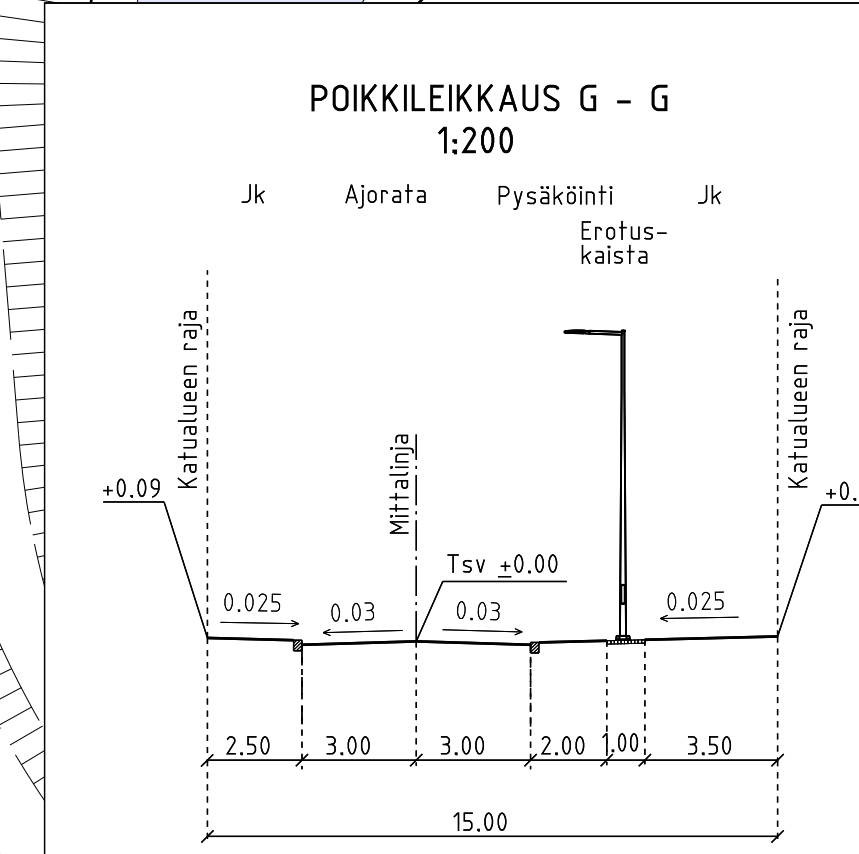 POIKKILEIKKAUS G - G
1:200
Jk Ajorata Pysäköinti Jk
Erotus-
kaista
Katualueen raja
Katualueen raja
Mittalinja
+0.09
+0.
Tsv ±0.00
0.025 0.03 0.03 0.025
2.50 3.00 3.00 2.00 1.00 3.50
15.00